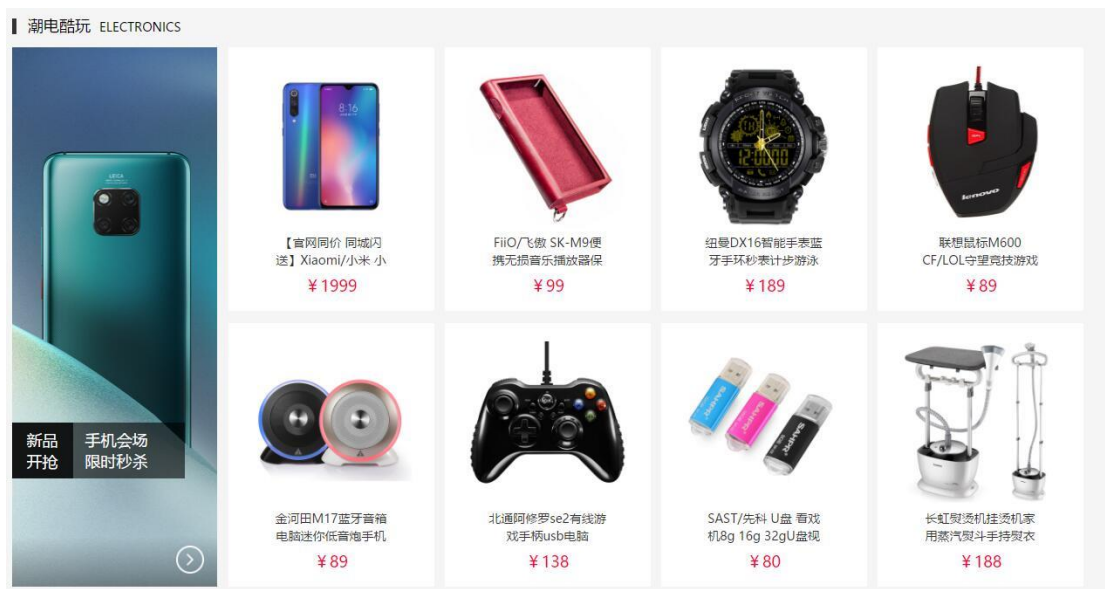 潮电酷玩 ELECTRONICS
LEICA
新品
开抢
手机会场
限时秒杀
8:16
【官网同价 同城闪
送】Xiaomi/小米 小
¥1999
FiiO/飞傲 SK-M9便
携无损音乐播放器保
¥99
12:0000
纽曼DX16智能手表蓝
牙手环秒表计步游泳
¥189
lenovo
联想鼠标M600
CF/LOL守望竞技游戏
¥89
金河田M17蓝牙音箱
电脑迷你低音炮手机
¥89
北通阿修罗se2有线游
戏手柄usb电脑
¥138
SAST/先科 U盘 看戏
机8g 16g 32gU盘视
¥80
长虹熨烫机挂烫机家
用蒸汽熨斗手持熨衣
¥188